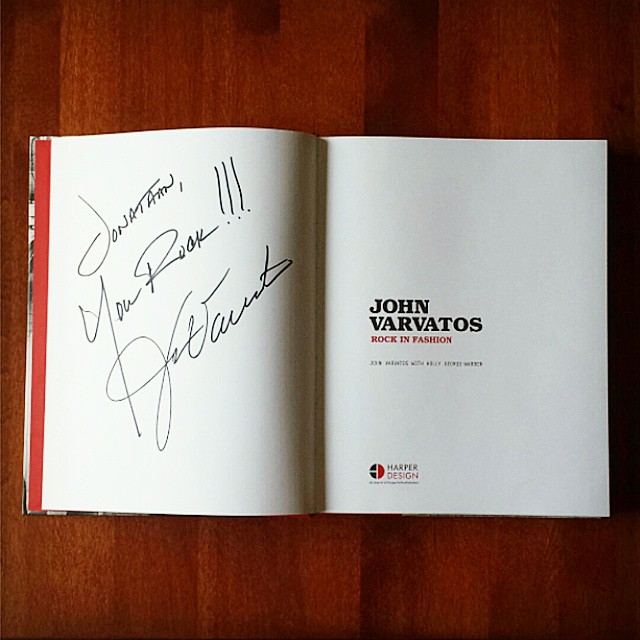 JONATHAN,
YOU ROCK !!!
JOHN
VARVATOS
ROCK IN FASHION
JOHN VARVATOS WITH HOLLY GEORGE-WARREN
HARPER
DESIGN